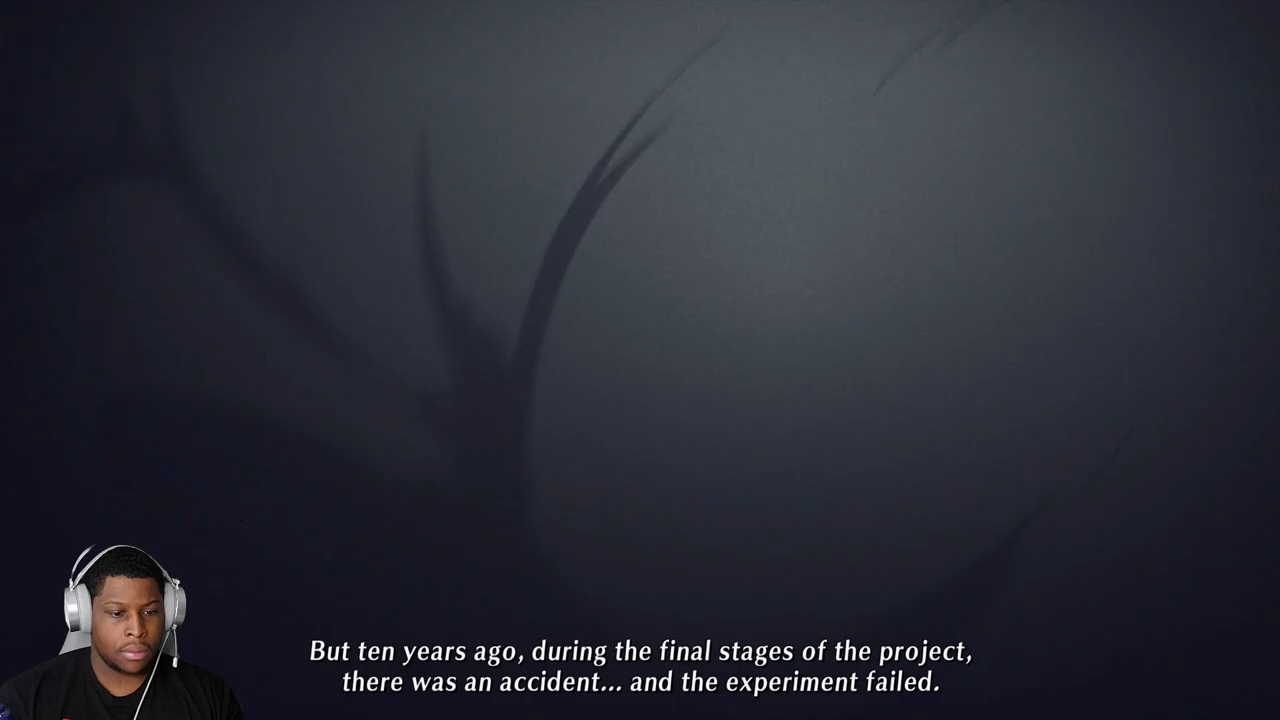 But ten years ago, during the final stages of the project,
there was an accident... and the experiment failed.